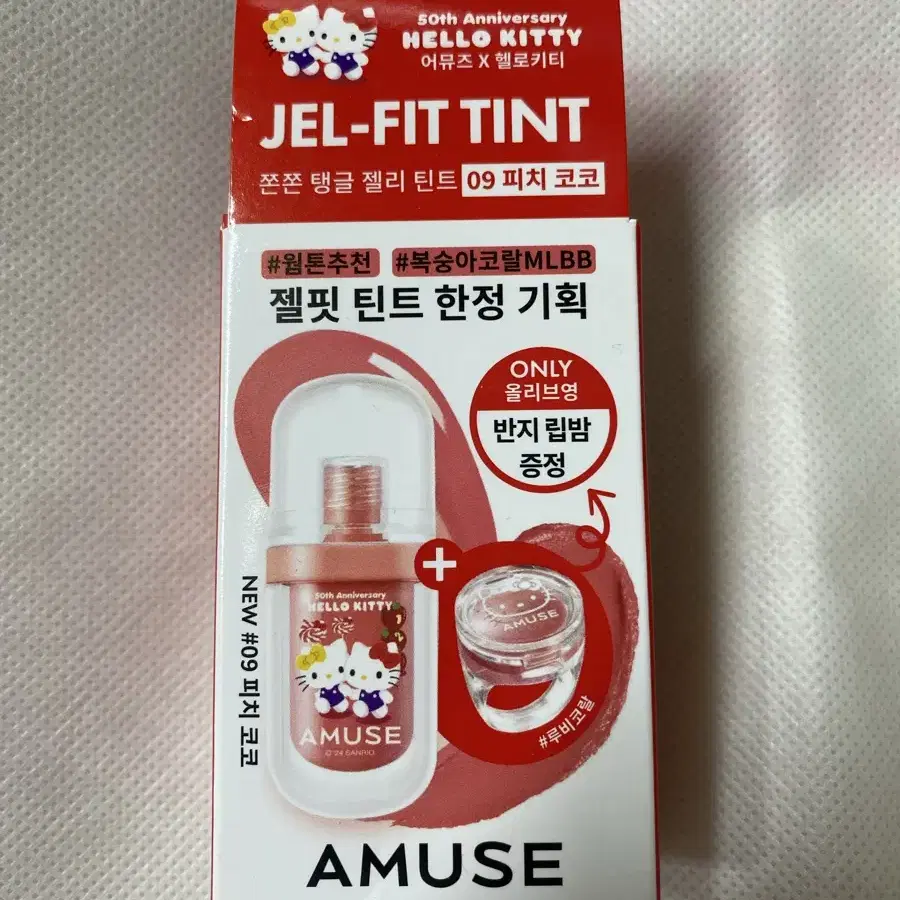 50th Anniversary
HELLO KITTY
어뮤즈 X 헬로키티
JEL-FIT TINT
쫀쫀 탱글 젤리 틴트 09 피치 코코
#웜톤추천 #복숭아코랄MLBB
젤핏 틴트 한정 기획
ONLY
올리브영
반지 립밤
증정
+
50th Anniversary
HELLO KITTY
AMUSE
©'24 SANRIO
AMUSE
#루비코랄
NEW #09 피치 코코
AMUSE